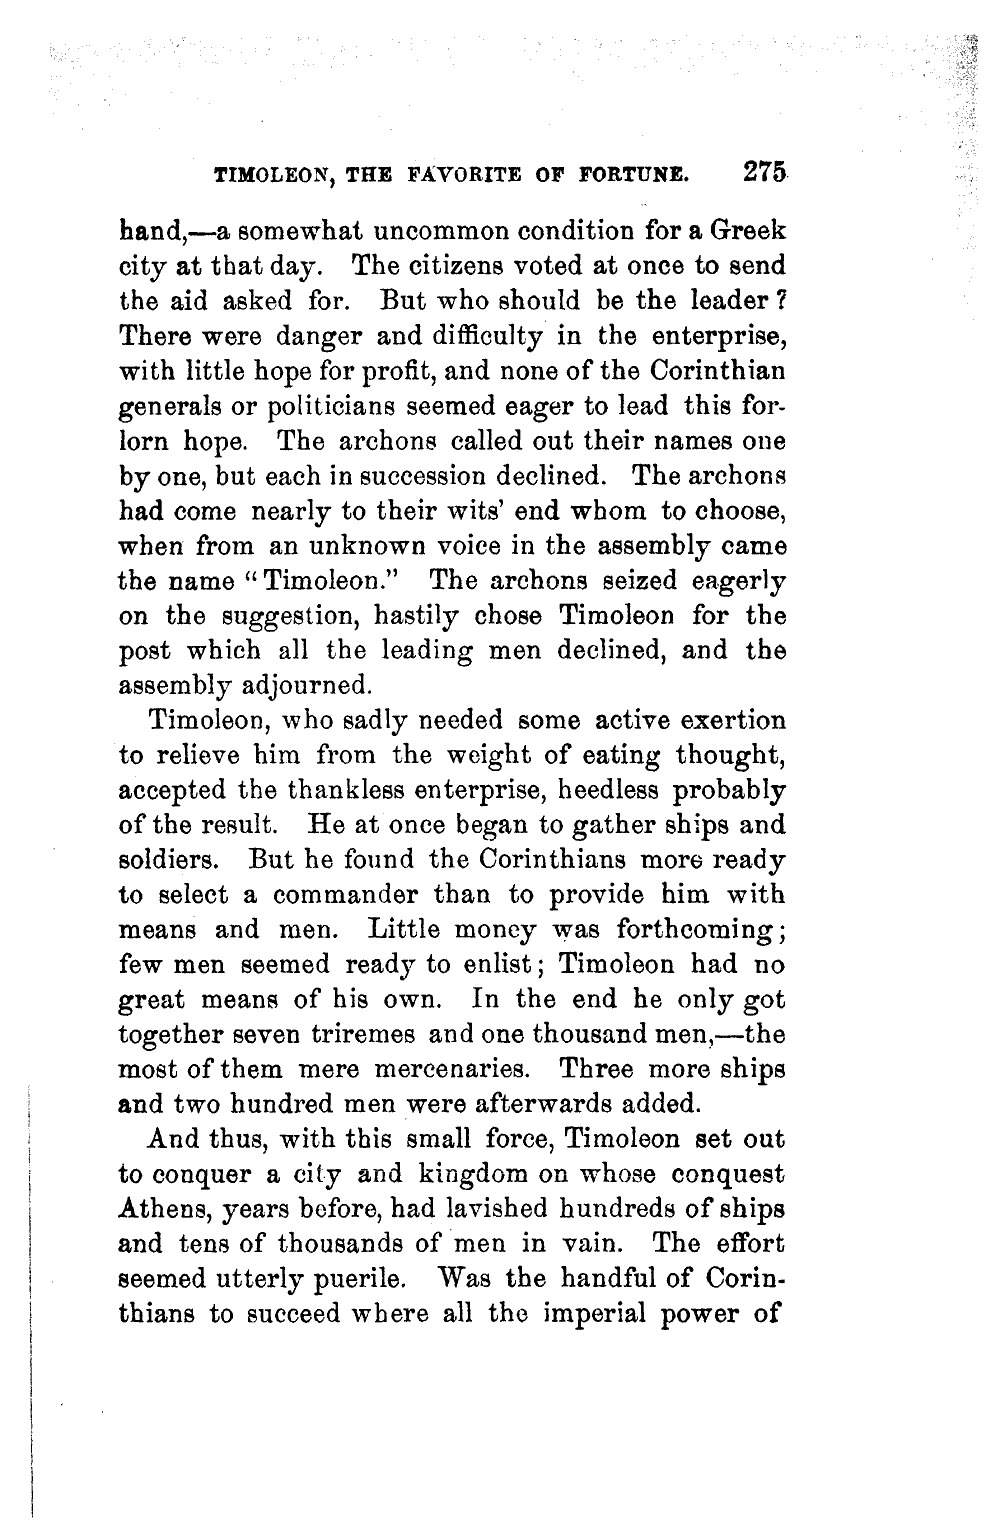 TIMOLEON, THE FAVORITE OF FORTUNE. 275
hand,—a somewhat uncommon condition for a Greek
city at that day. The citizens voted at once to send
the aid asked for. But who should be the leader?
There were danger and difficulty in the enterprise,
with little hope for profit, and none of the Corinthian
generals or politicians seemed eager to lead this for-
lorn hope. The archons called out their names one
by one, but each in succession declined. The archons
had come nearly to their wits' end whom to choose,
when from an unknown voice in the assembly came
the name “Timoleon.” The archons seized eagerly
on the suggestion, hastily chose Timoleon for the
post which all the leading men declined, and the
assembly adjourned.
Timoleon, who sadly needed some active exertion
to relieve him from the weight of eating thought,
accepted the thankless enterprise, heedless probably
of the result. He at once began to gather ships and
soldiers. But he found the Corinthians more ready
to select a commander than to provide him with
means and men. Little money was forthcoming;
few men seemed ready to enlist; Timoleon had no
great means of his own. In the end he only got
together seven triremes and one thousand men,—the
most of them mere mercenaries. Three more ships
and two hundred men were afterwards added.
And thus, with this small force, Timoleon set out
to conquer a city and kingdom on whose conquest
Athens, years before, had lavished hundreds of ships
and tens of thousands of men in vain. The effort
seemed utterly puerile. Was the handful of Corin-
thians to succeed where all the imperial power of